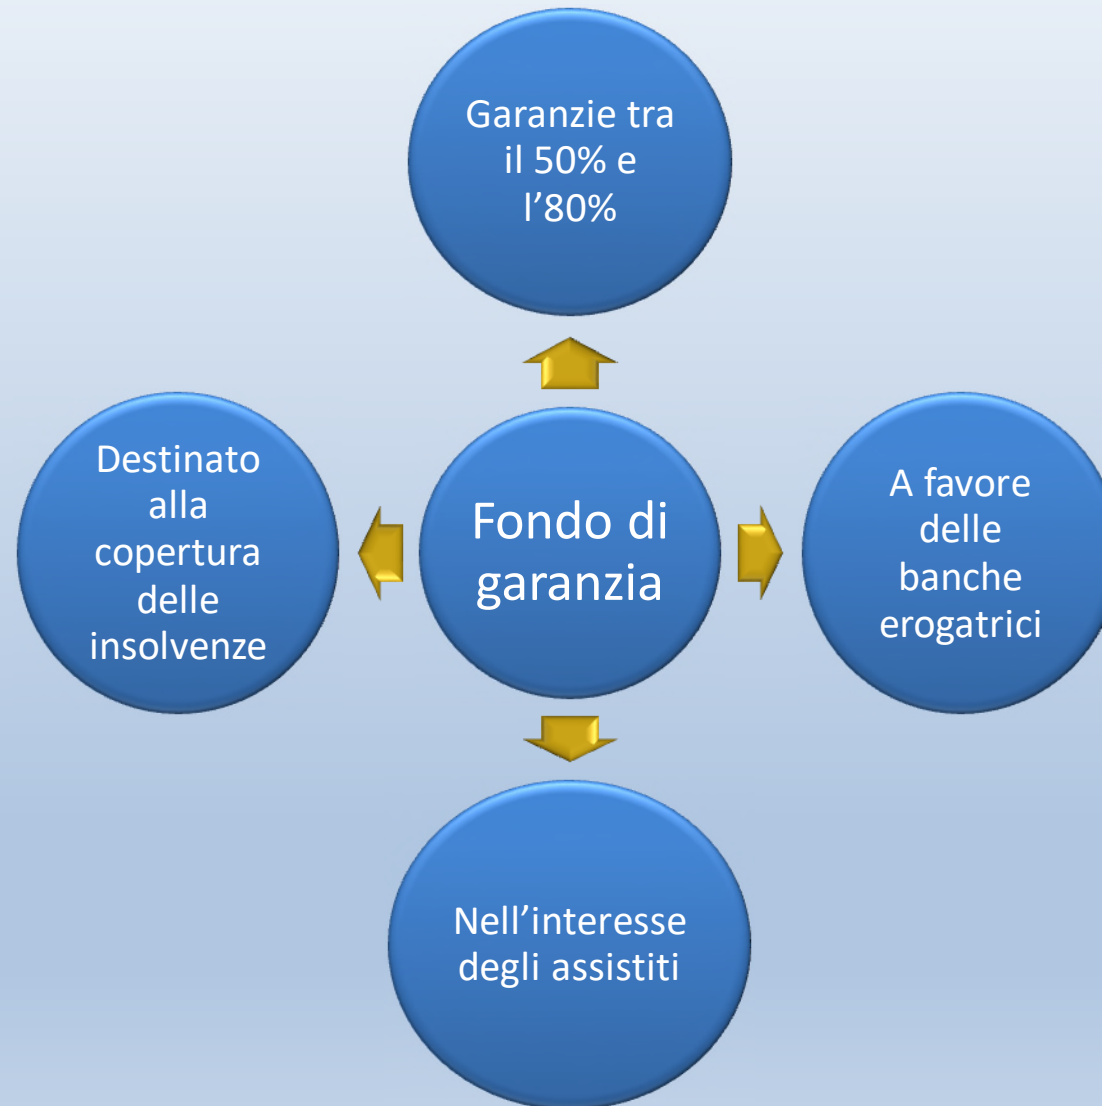 Garanzie tra
il 50% e
l’80%
Destinato
alla
copertura
delle
insolvenze
Fondo di
garanzia
A favore
delle
banche
erogatrici
Nell’interesse
degli assistiti